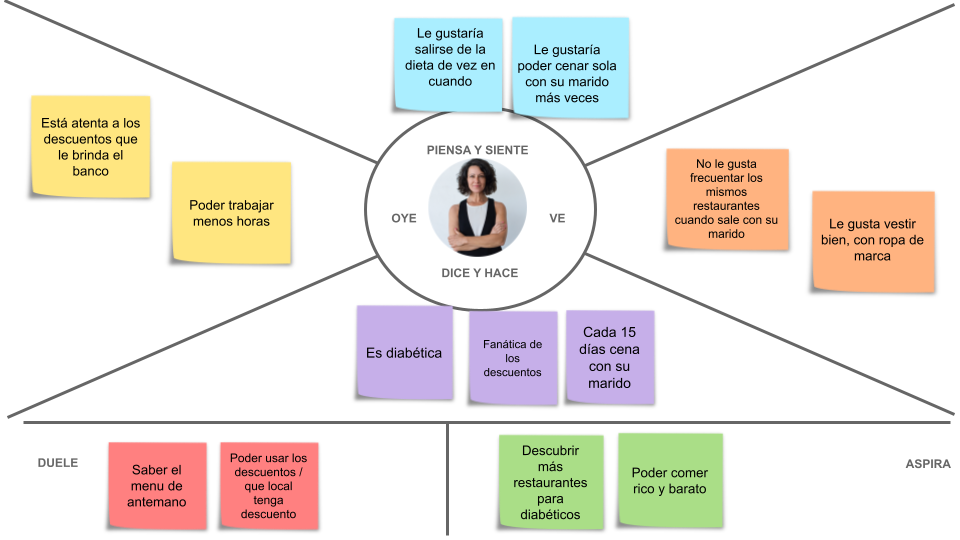 Le gustaría
salirse de la
dieta de vez en
cuando
Le gustaría
poder cenar sola
con su marido
más veces
Está atenta a los
descuentos que
le brinda el
banco
Poder trabajar
menos horas
PIENSA Y SIENTE
OYE
VE
DICE Y HACE
No le gusta
frecuentar los
mismos
restaurantes
cuando sale con su
marido
Le gusta vestir
bien, con ropa de
marca
Es diabética
Fanática de
los
descuentos
Cada 15
días cena
con su
marido
DUELE
Saber el
menu de
antemano
Poder usar los
descuentos /
que local
tenga
descuento
Descubrir
más
restaurantes
para
diabéticos
Poder comer
rico y barato
ASPIRA